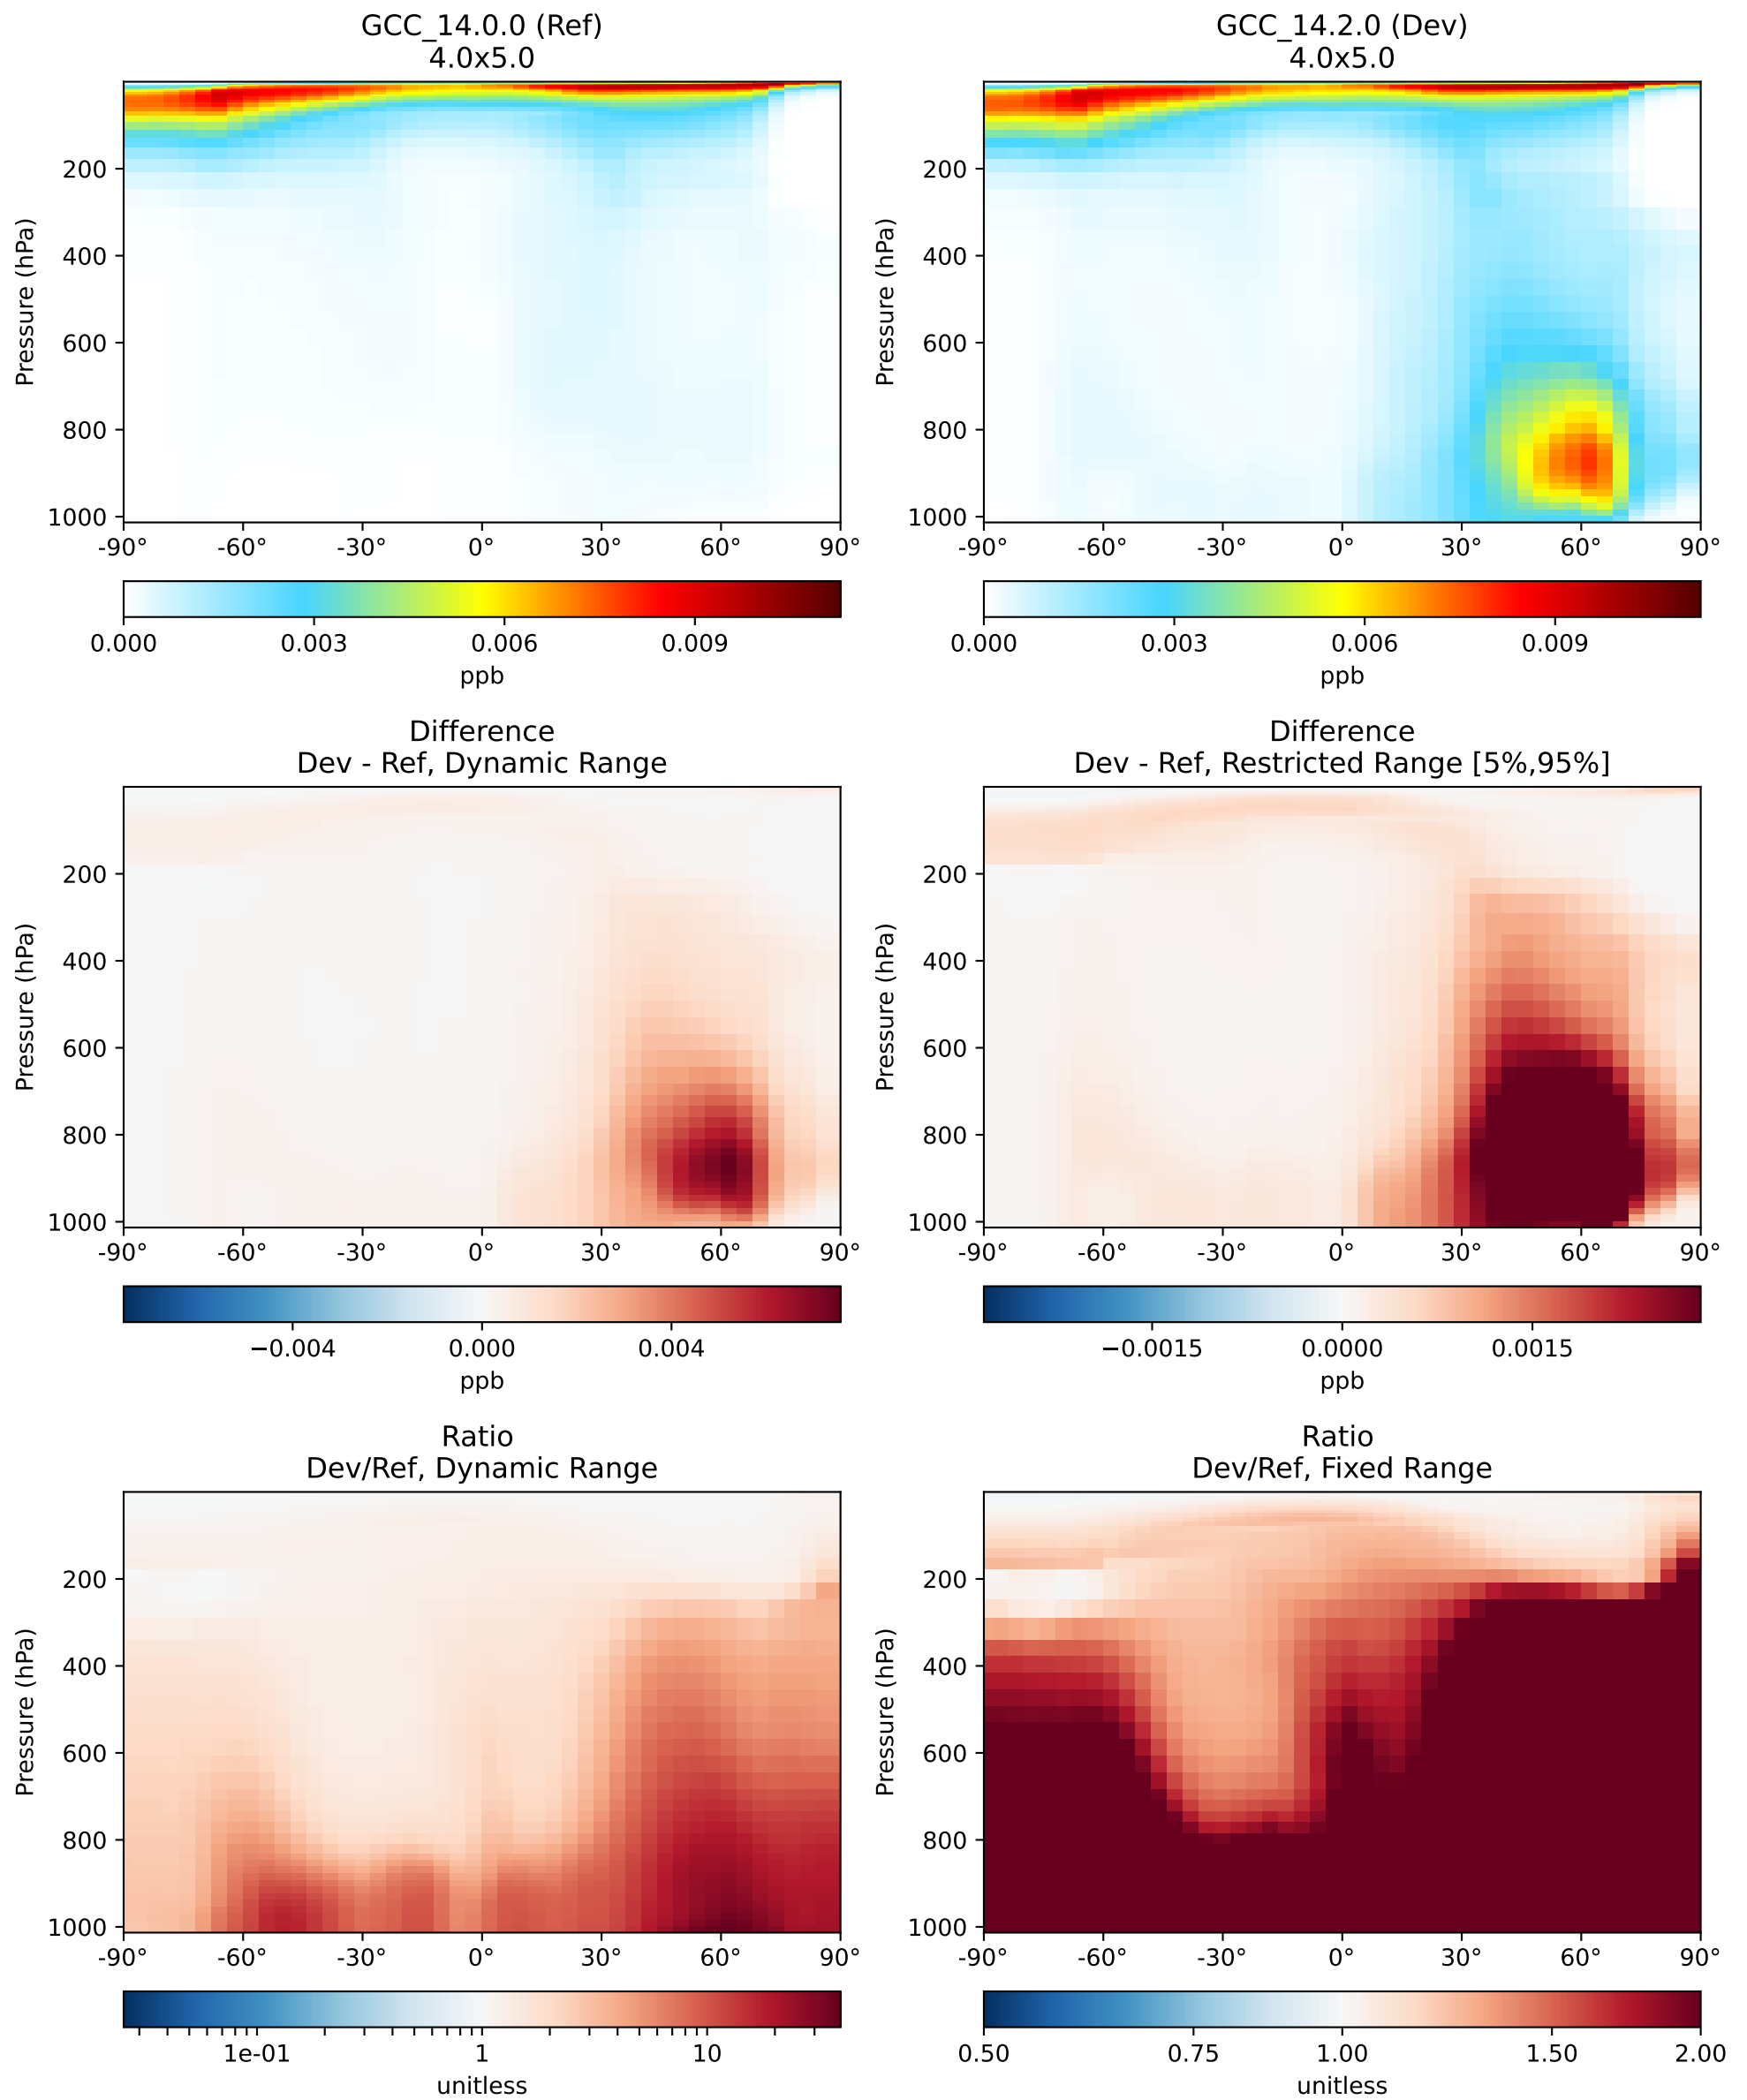 GCC_14.0.0 (Ref)
4.0x5.0
Pressure (hPa)
200
400
600
800
1000
-90° -60° -30° 0° 30° 60° 90°
0.000 0.003 0.006 0.009
ppb
GCC_14.2.0 (Dev)
4.0x5.0
Pressure (hPa)
200
400
600
800
1000
-90° -60° -30° 0° 30° 60° 90°
0.000 0.003 0.006 0.009
ppb
Difference
Dev - Ref, Dynamic Range
Pressure (hPa)
200
400
600
800
1000
-90° -60° -30° 0° 30° 60° 90°
−0.004 0.000 0.004
ppb
Difference
Dev - Ref, Restricted Range [5%,95%]
Pressure (hPa)
200
400
600
800
1000
-90° -60° -30° 0° 30° 60° 90°
−0.0015 0.0000 0.0015
ppb
Ratio
Dev/Ref, Dynamic Range
Pressure (hPa)
200
400
600
800
1000
-90° -60° -30° 0° 30° 60° 90°
1e-01 1 10
unitless
Ratio
Dev/Ref, Fixed Range
Pressure (hPa)
200
400
600
800
1000
-90° -60° -30° 0° 30° 60° 90°
0.50 0.75 1.00 1.50 2.00
unitless